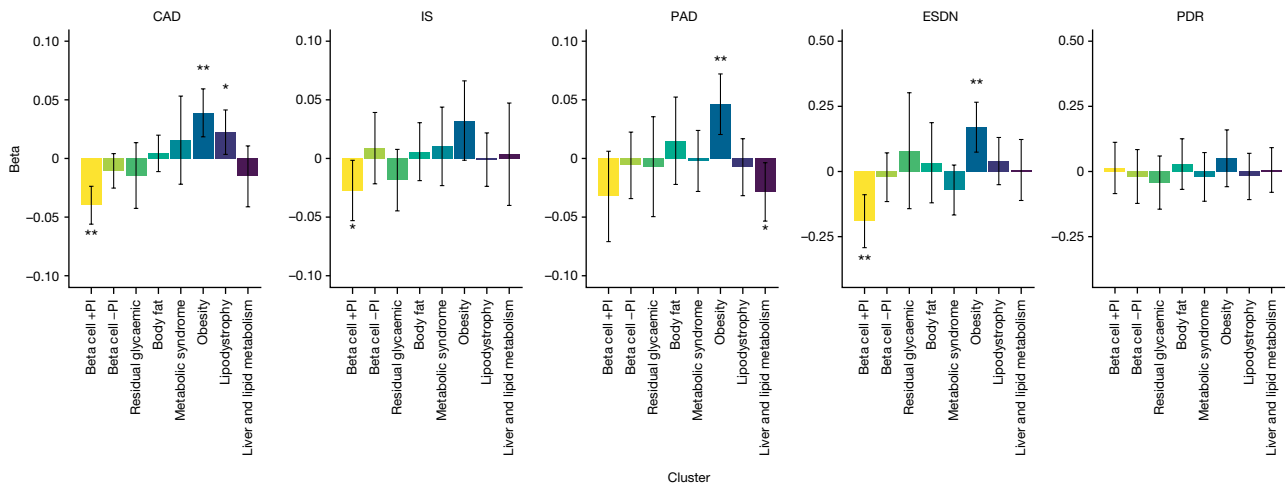 CAD
IS
PAD
ESDN
PDR
Beta
0.10
0.05
0
−0.05
−0.10
**
**
*
Beta cell +PI
Beta cell −PI
Residual glycaemic
Body fat
Metabolic syndrome
Obesity
Lipodystrophy
Liver and lipid metabolism
0.10
0.05
0
−0.05
−0.10
*
Beta cell +PI
Beta cell −PI
Residual glycaemic
Body fat
Metabolic syndrome
Obesity
Lipodystrophy
Liver and lipid metabolism
0.10
0.05
0
−0.05
−0.10
**
*
Beta cell +PI
Beta cell −PI
Residual glycaemic
Body fat
Metabolic syndrome
Obesity
Lipodystrophy
Liver and lipid metabolism
0.50
0.25
0
−0.25
**
**
Beta cell +PI
Beta cell −PI
Residual glycaemic
Body fat
Metabolic syndrome
Obesity
Lipodystrophy
Liver and lipid metabolism
0.50
0.25
0
−0.25
Beta cell +PI
Beta cell −PI
Residual glycaemic
Body fat
Metabolic syndrome
Obesity
Lipodystrophy
Liver and lipid metabolism
Cluster